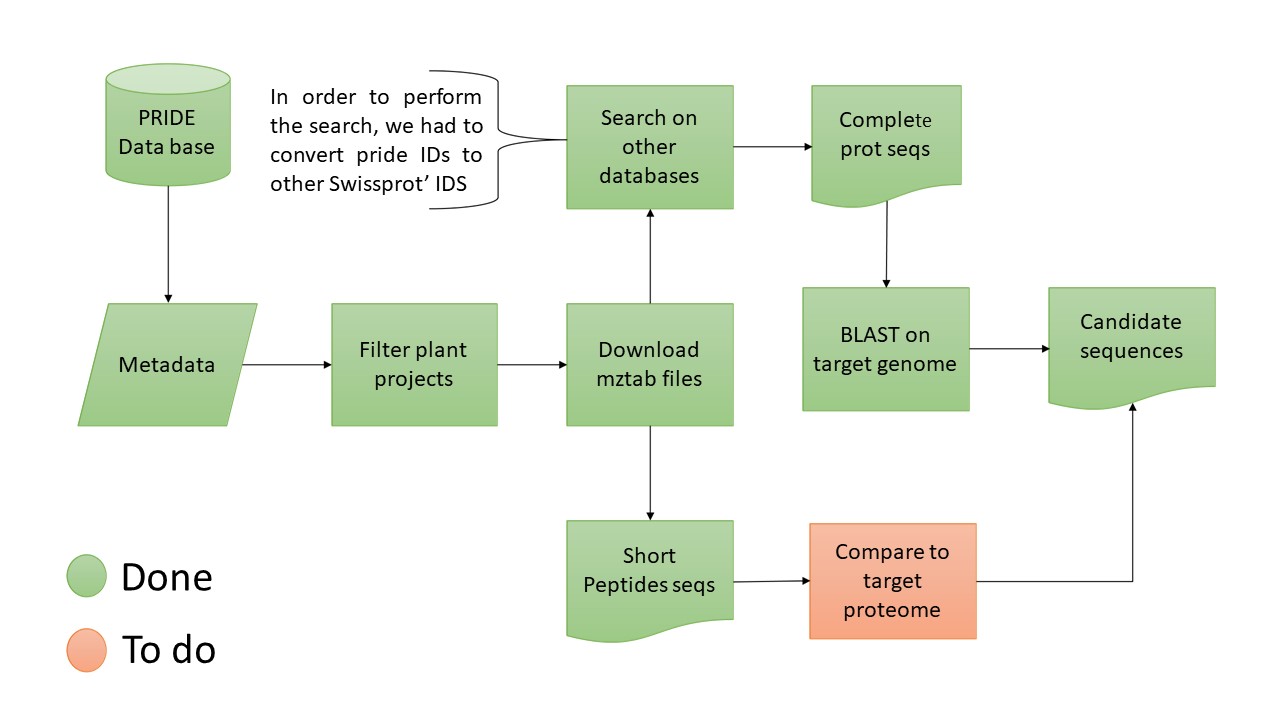 PRIDE
Data base
In order to perform
the search, we had to
convert pride IDs to
other Swissprot’ IDS
Search on
other
databases
Complete
prot seqs
Metadata
Filter plant
projects
Download
mztab files
BLAST on
target genome
Candidate
sequences
Short
Peptides seqs
Compare to
target
proteome
Done
To do